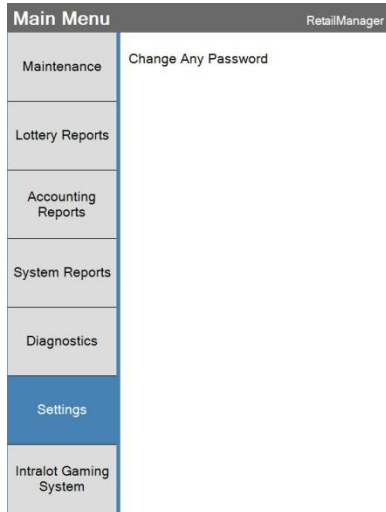 Main Menu
RetailManager
Maintenance
Change Any Password
Lottery Reports
Accounting
Reports
System Reports
Diagnostics
Settings
Intralot Gaming
System